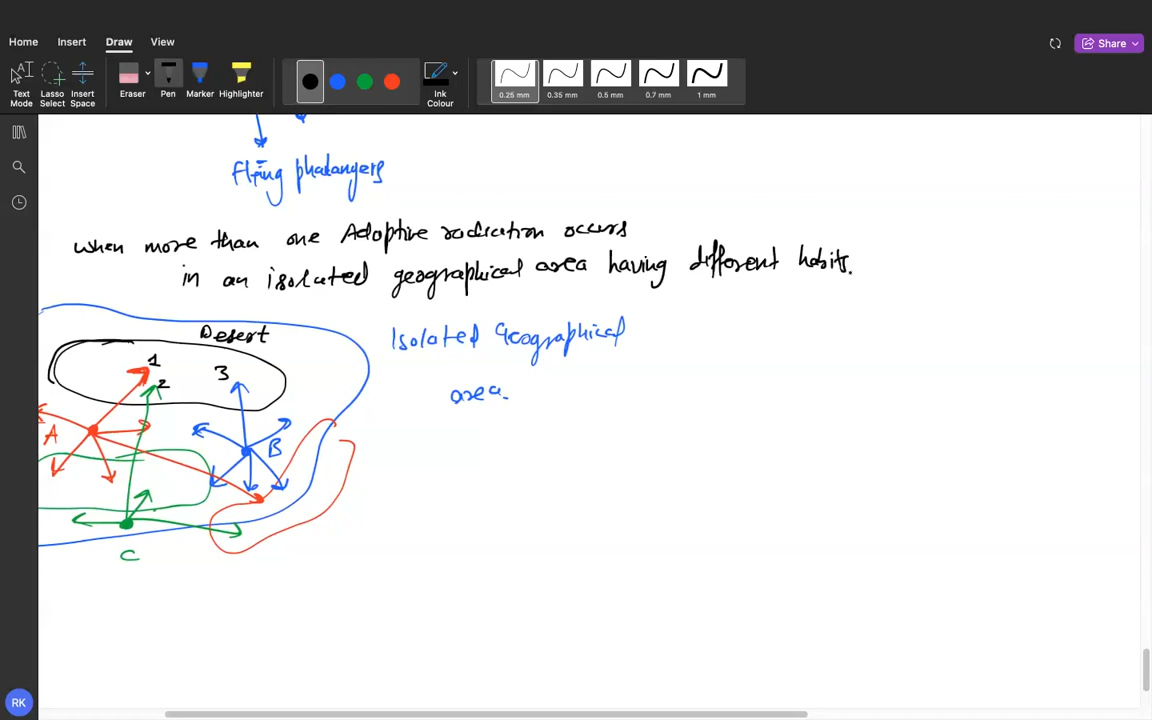 Home Insert Draw View
Share
Text Mode
Lasso Select
Insert Space
Eraser
Pen
Marker
Highlighter
Ink Colour
0.25 mm
0.35 mm
0.5 mm
0.7 mm
1 mm
Flying phalangers
when more than one Adoptive radiation occurs
in an isolated geographical area having different habits.
Desert
Isolated Geographical
area.
1
2
3
A
B
C
RK